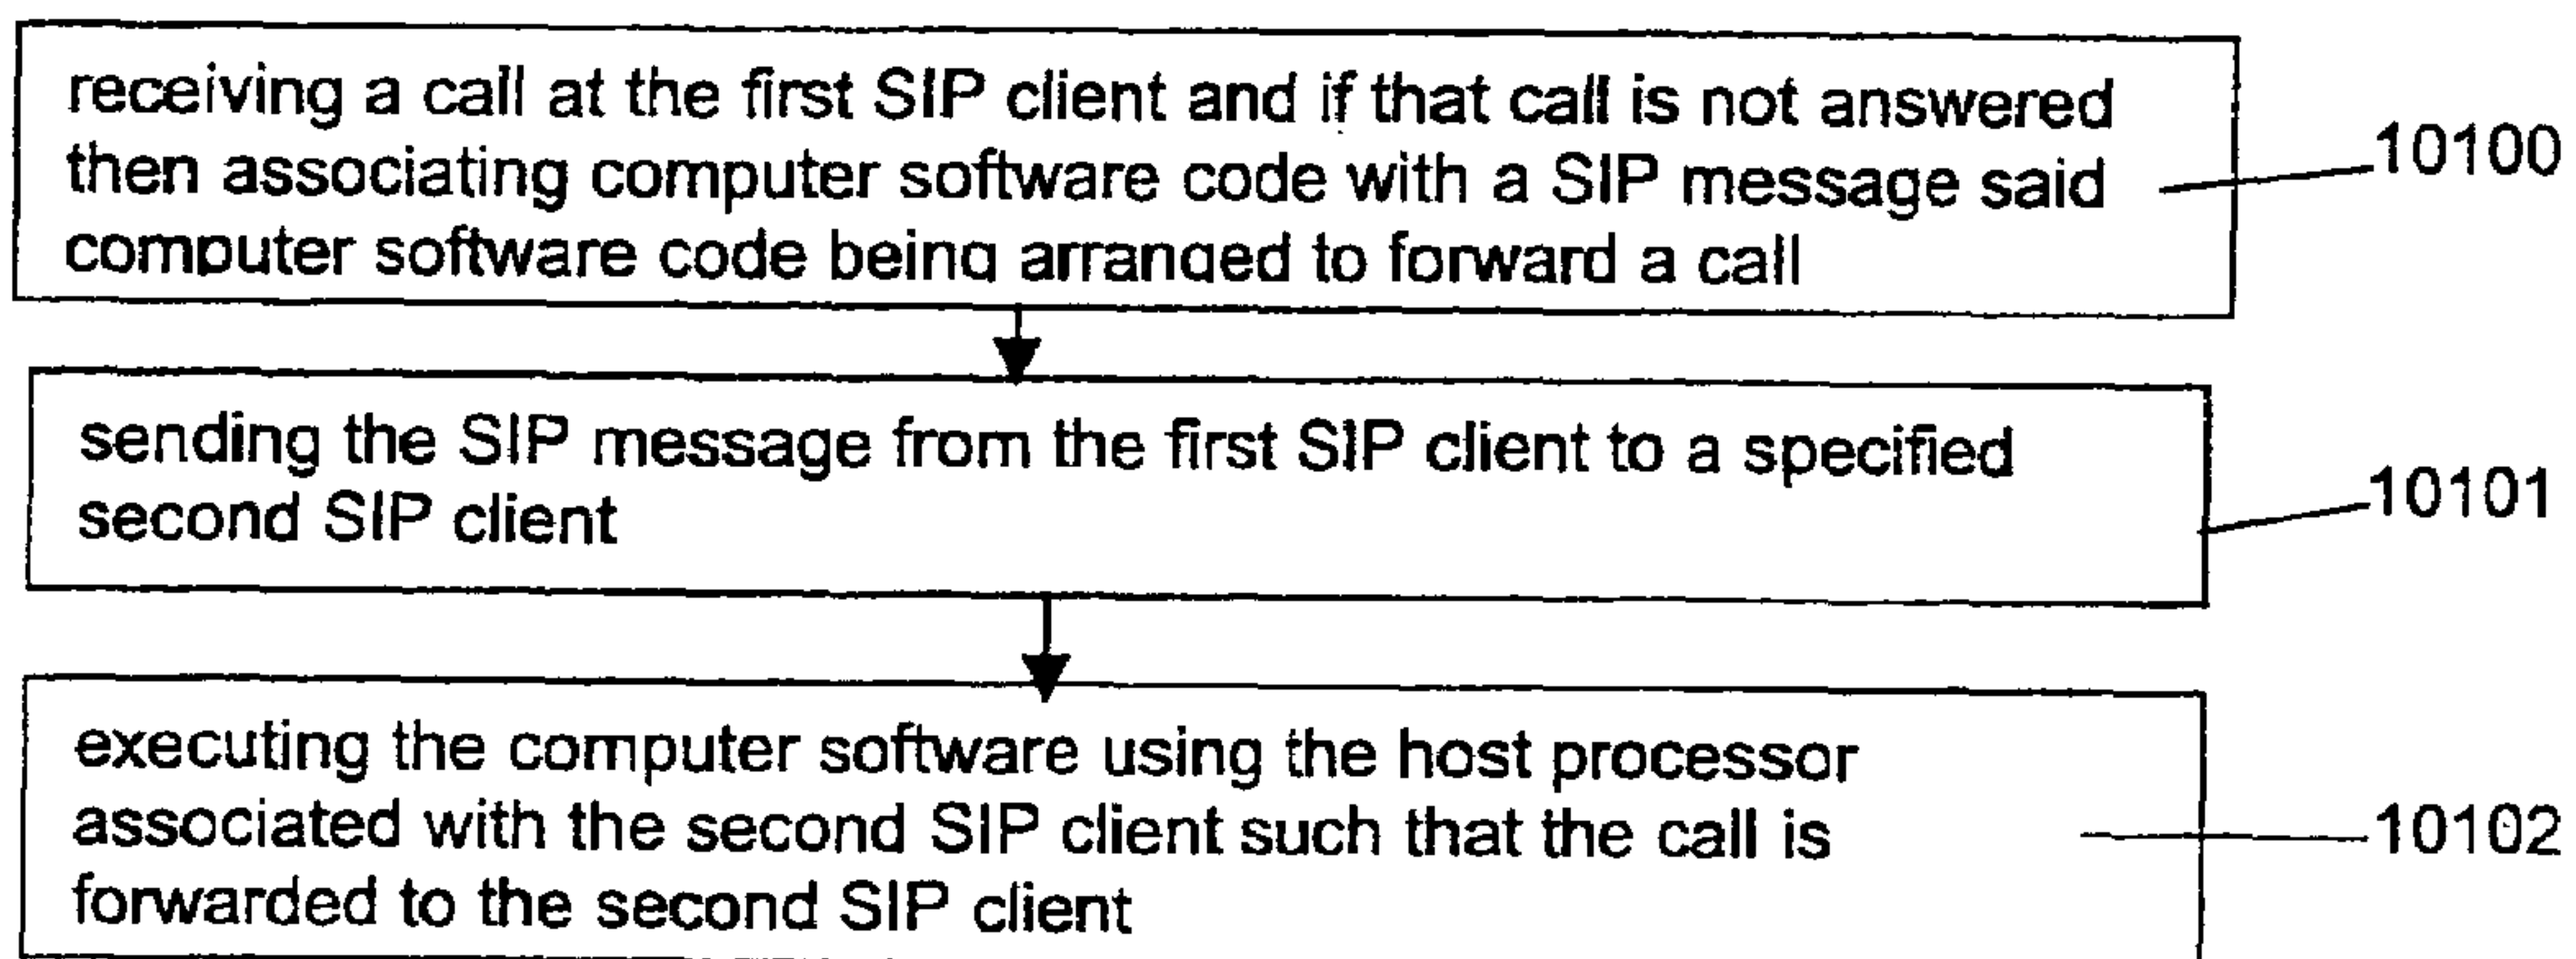 receiving a call at the first SIP client and if that call is not answered
then associating computer software code with a SIP message said
computer software code being arranged to forward a call
10100
sending the SIP message from the first SIP client to a specified
second SIP client
10101
executing the computer software using the host processor
associated with the second SIP client such that the call is
forwarded to the second SIP client
10102